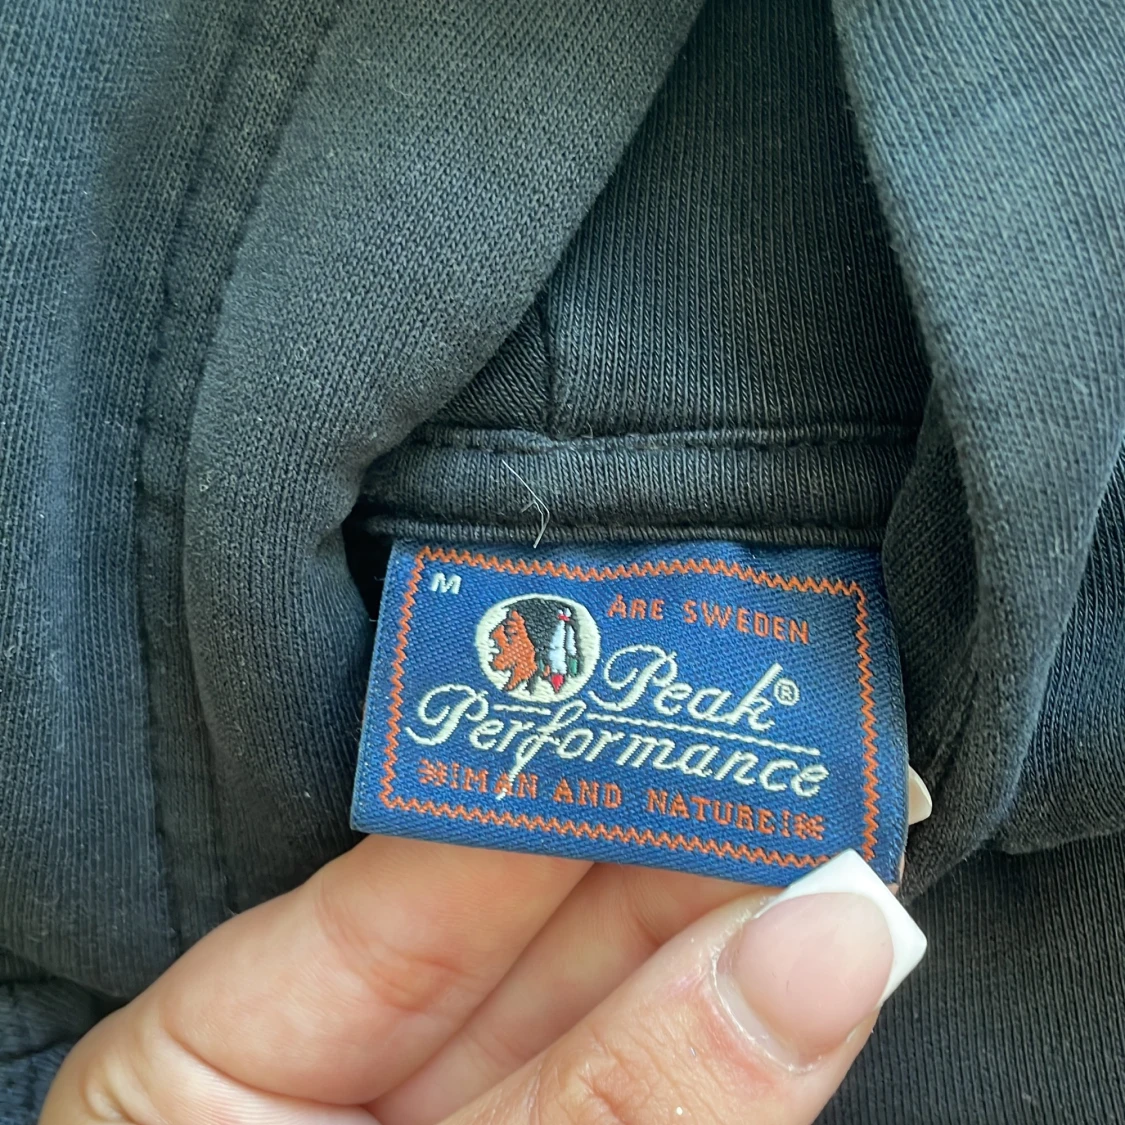 M
ÅRE SWEDEN
Peak®
Performance
!MAN AND NATURE!